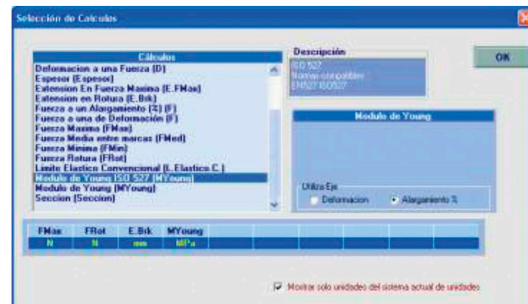 Selección de Calculos
Cálculos
Deformacion a una Fuerza (D)
Espesor (Espesor)
Extension En Fuerza Maxima (E.FMax)
Extension en Rotura (E.Brk)
Fuerza a un Alargamiento (%) (F)
Fuerza a una de Deformación (F)
Fuerza Maxima (FMax)
Fuerza Media entre marcas (FMed)
Fuerza Minima (FMin)
Fuerza Rotura (FRot)
Limite Elastico Convencional (L.Elastico C.)
Modulo de Young ISO 527 (MYoung)
Modulo de Young (MYoung)
Seccion (Seccion)
Descripción
ISO 527
Normas compatibles
EN527 ISO527
OK
Modulo de Young
Utiliza Eje
Deformacion
Alargamiento %
FMax FRot E.Brk MYoung
N N mm MPa
Mostrar solo unidades del sistema actual de unidades